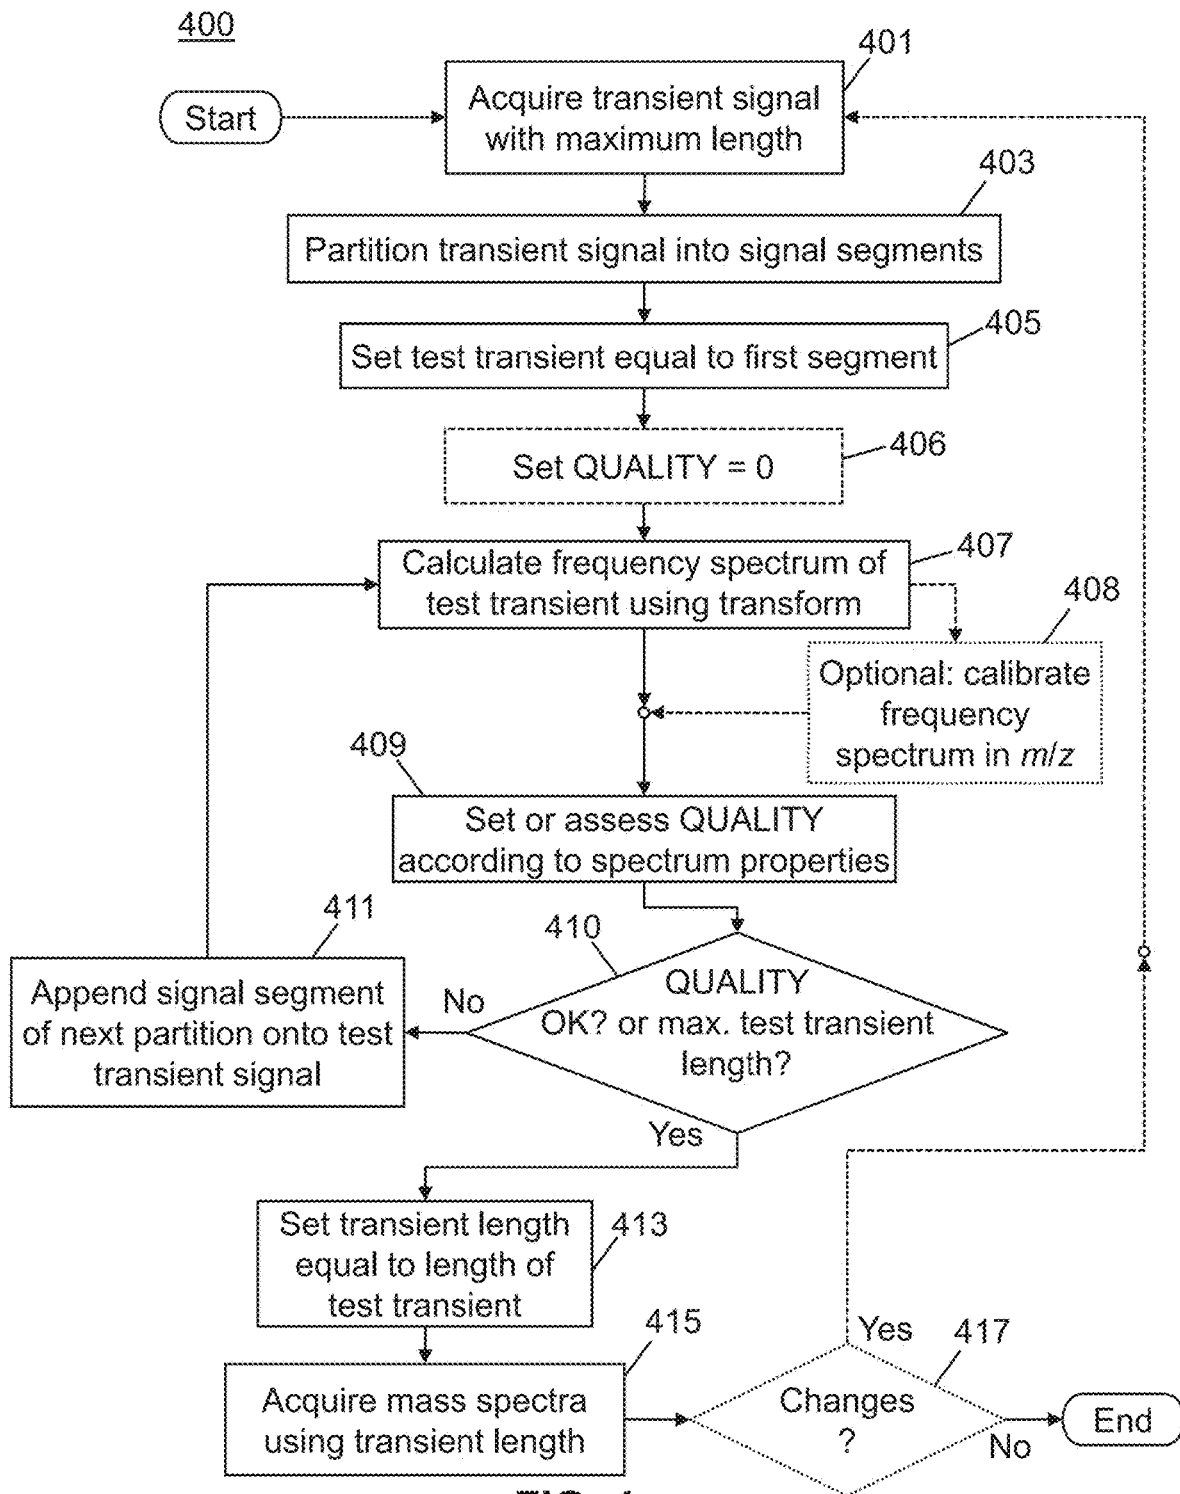 400
401
Start
Acquire transient signal
with maximum length
403
Partition transient signal into signal segments
405
Set test transient equal to first segment
406
Set QUALITY = 0
407
Calculate frequency spectrum of
test transient using transform
408
Optional: calibrate
frequency
spectrum in m/z
409
Set or assess QUALITY
according to spectrum properties
411
410
Append signal segment
of next partition onto test
transient signal
No
QUALITY
OK? or max. test transient
length?
Yes
Set transient length
equal to length of
test transient
413
415
Acquire mass spectra
using transient length
Yes
417
Changes
?
No
End